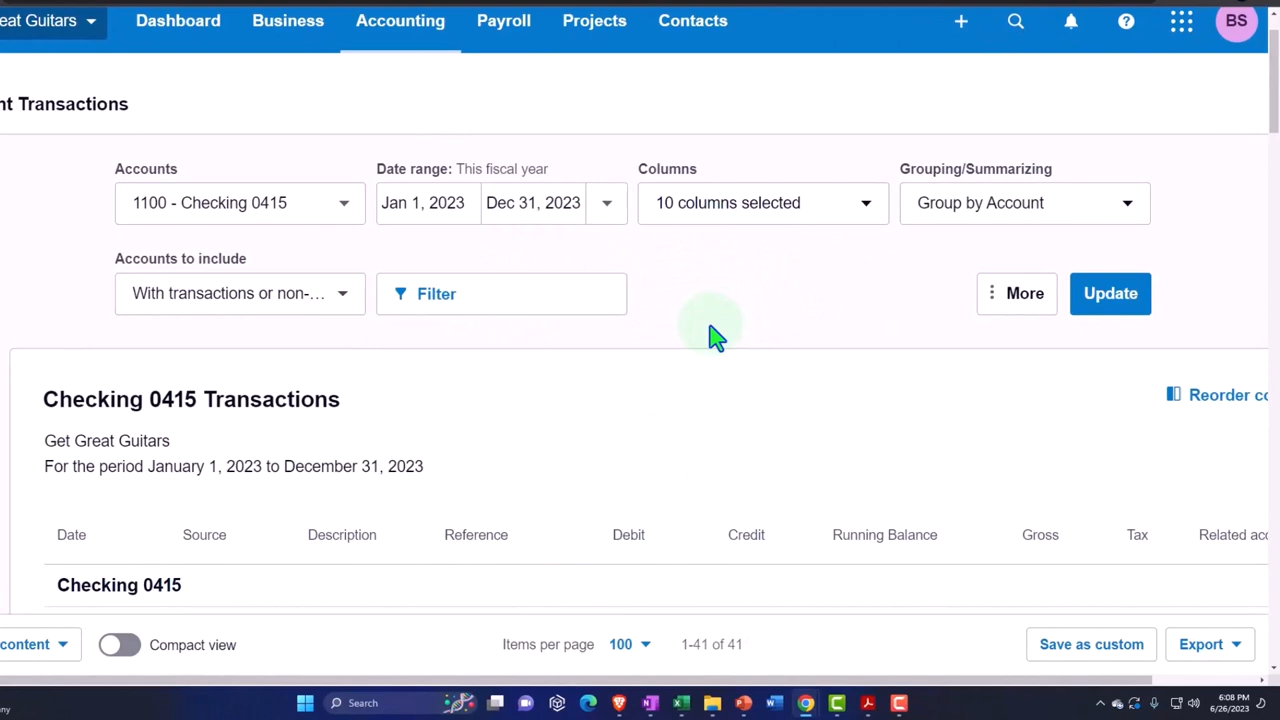 eat Guitars Dashboard Business Accounting Payroll Projects Contacts BS
nt Transactions
Accounts Date range: This fiscal year Columns Grouping/Summarizing
1100 - Checking 0415 Jan 1, 2023 Dec 31, 2023 10 columns selected Group by Account
Accounts to include
With transactions or non-... Filter More Update
Checking 0415 Transactions Reorder co
Get Great Guitars
For the period January 1, 2023 to December 31, 2023
Date Source Description Reference Debit Credit Running Balance Gross Tax Related acc
Checking 0415
content Compact view Items per page 100 1-41 of 41 Save as custom Export
Search
6:08 PM
6/26/2023
ny